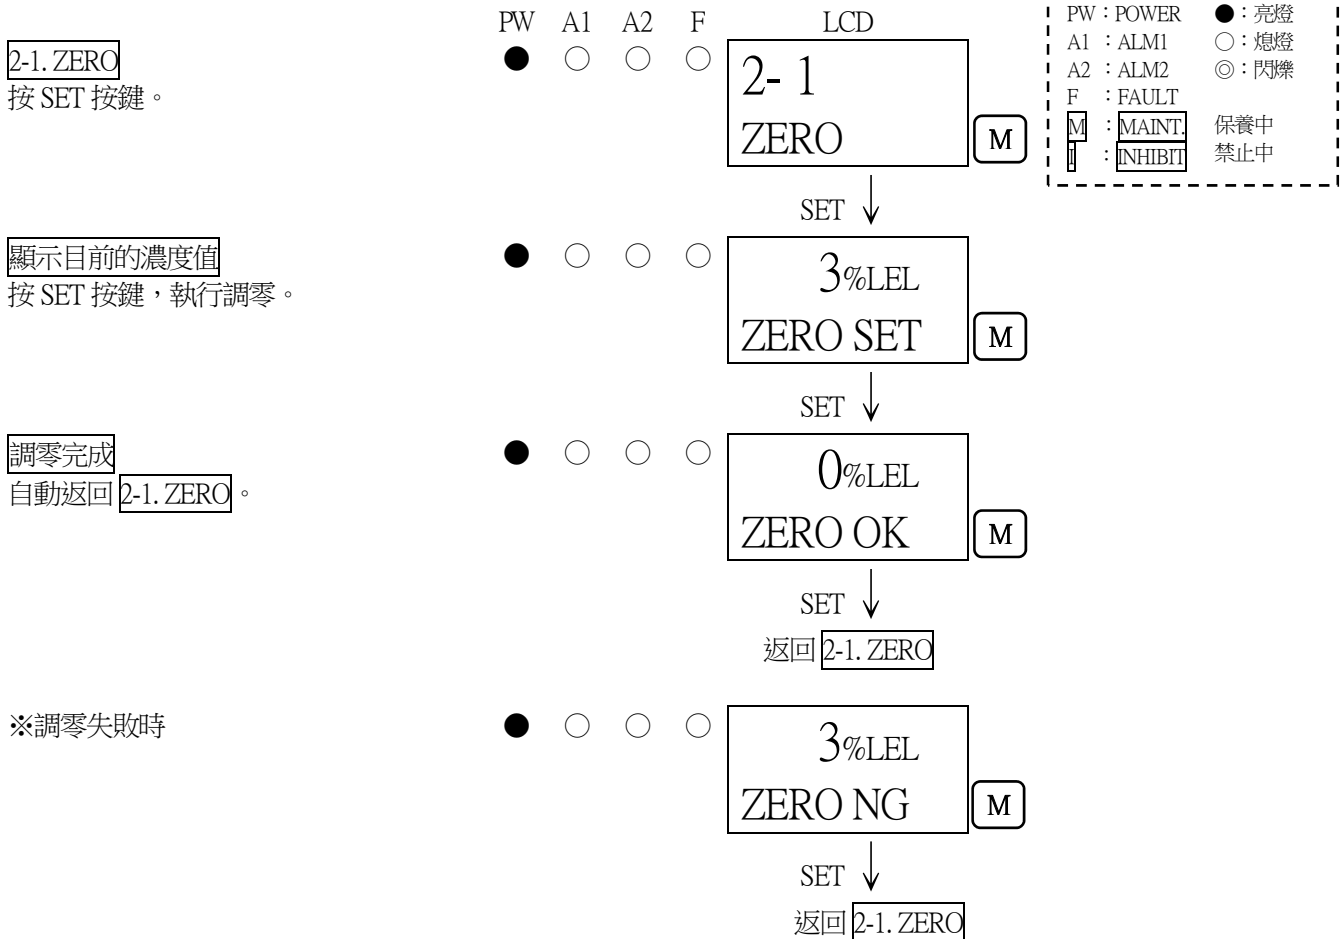 PW A1 A2 F LCD
PW：POWER ●：亮燈
A1 ：ALM1 ○：熄燈
A2 ：ALM2 ◎：閃爍
F ：FAULT
M ：MAINT. 保養中
I ：INHIBIT 禁止中
2-1. ZERO ● ○ ○ ○
按 SET 按鍵。
2- 1
ZERO M
SET
顯示目前的濃度值 ● ○ ○ ○
按 SET 按鍵，執行調零。
3%LEL
ZERO SET M
SET
調零完成 ● ○ ○ ○
自動返回 2-1. ZERO。
0%LEL
ZERO OK M
SET
返回 2-1. ZERO
※調零失敗時 ● ○ ○ ○
3%LEL
ZERO NG M
SET
返回 2-1. ZERO